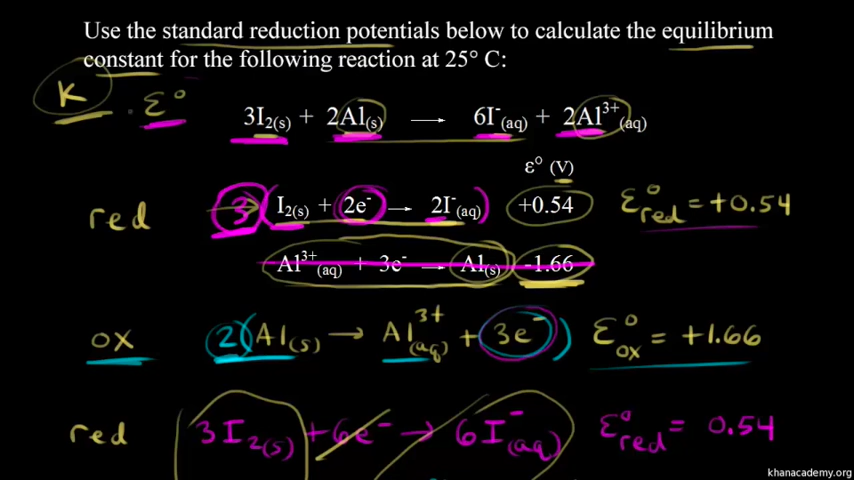 Use the standard reduction potentials below to calculate the equilibrium
constant for the following reaction at 25° C:
K ε°
3I₂(s) + 2Al(s) → 6I⁻(aq) + 2Al³⁺(aq)
ε° (V)
red 3( I₂(s) + 2e⁻ → 2I⁻(aq) ) +0.54 ε°red = +0.54
Al³⁺(aq) + 3e⁻ → Al(s) -1.66
ox 2( Al(s) → Al³⁺(aq) + 3e⁻ ) ε°ox = +1.66
red 3I₂(s) + 6e⁻ → 6I⁻(aq) ε°red = 0.54
khanacademy.org